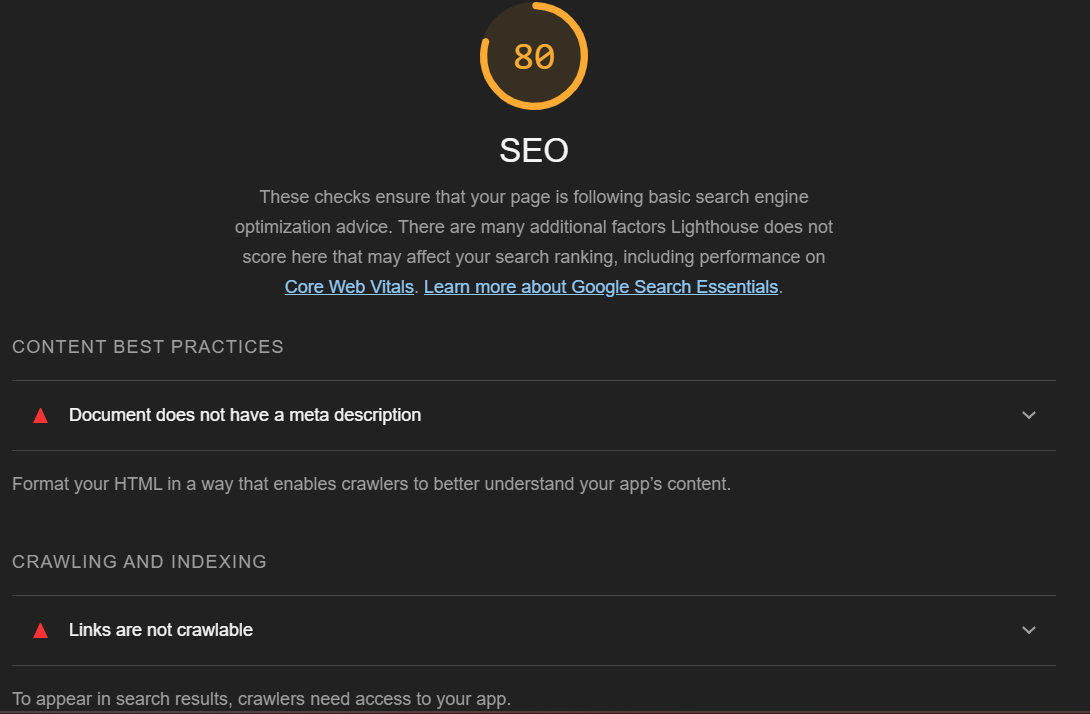 80
SEO
These checks ensure that your page is following basic search engine
optimization advice. There are many additional factors Lighthouse does not
score here that may affect your search ranking, including performance on
Core Web Vitals. Learn more about Google Search Essentials.
CONTENT BEST PRACTICES
Document does not have a meta description
Format your HTML in a way that enables crawlers to better understand your app’s content.
CRAWLING AND INDEXING
Links are not crawlable
To appear in search results, crawlers need access to your app.